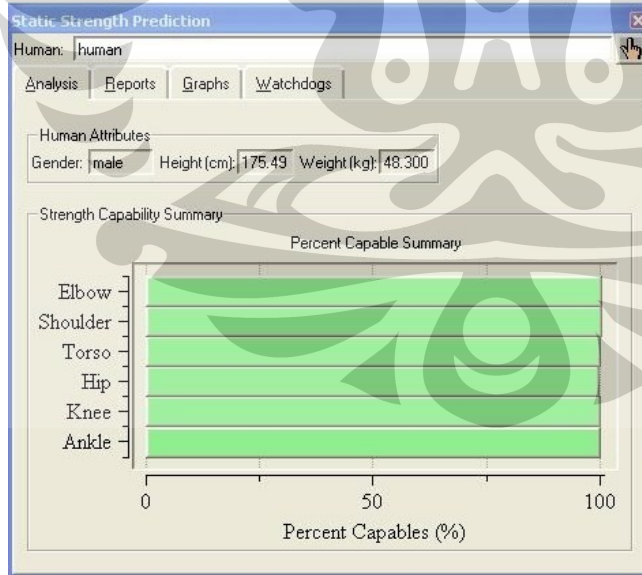 Static Strength Prediction
Human: human
Analysis Reports Graphs Watchdogs
Human Attributes
Gender: male Height (cm): 175.49 Weight (kg): 48.300
Strength Capability Summary
Percent Capable Summary
Elbow
Shoulder
Torso
Hip
Knee
Ankle
0 50 100
Percent Capables (%)